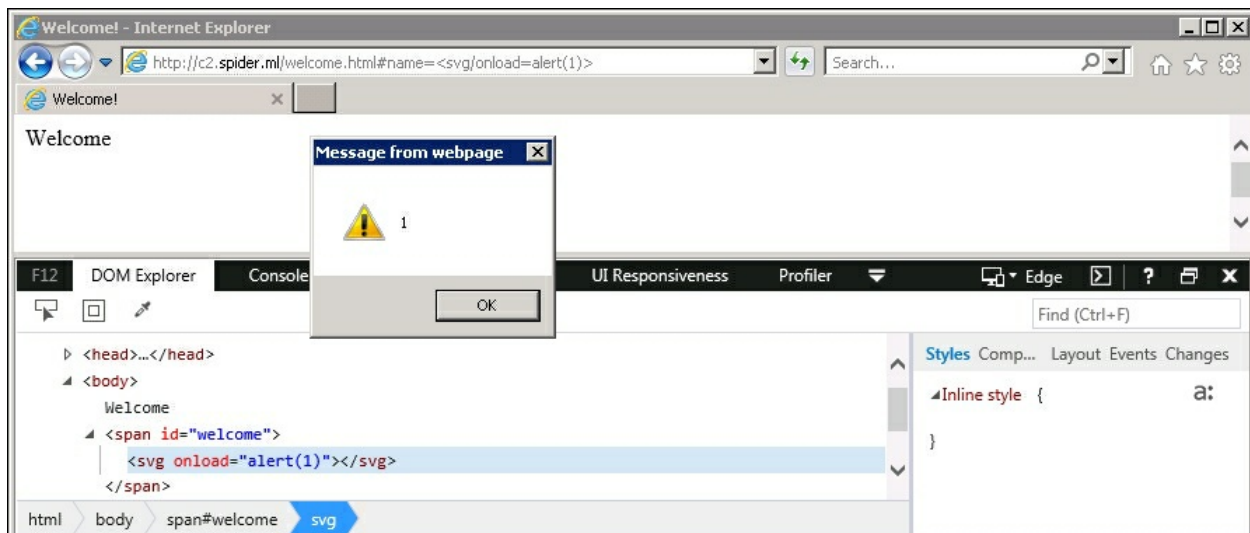 Welcome! - Internet Explorer
http://c2.spider.ml/welcome.html#name=<svg/onload=alert(1)>
Search...
Welcome!
Welcome
Message from webpage
1
OK
F12 DOM Explorer Console UI Responsiveness Profiler Edge ?
Find (Ctrl+F)
<head>...</head>
<body>
Welcome
<span id="welcome">
<svg onload="alert(1)"></svg>
</span>
html body span#welcome svg
Styles Comp... Layout Events Changes
Inline style {
a:
}